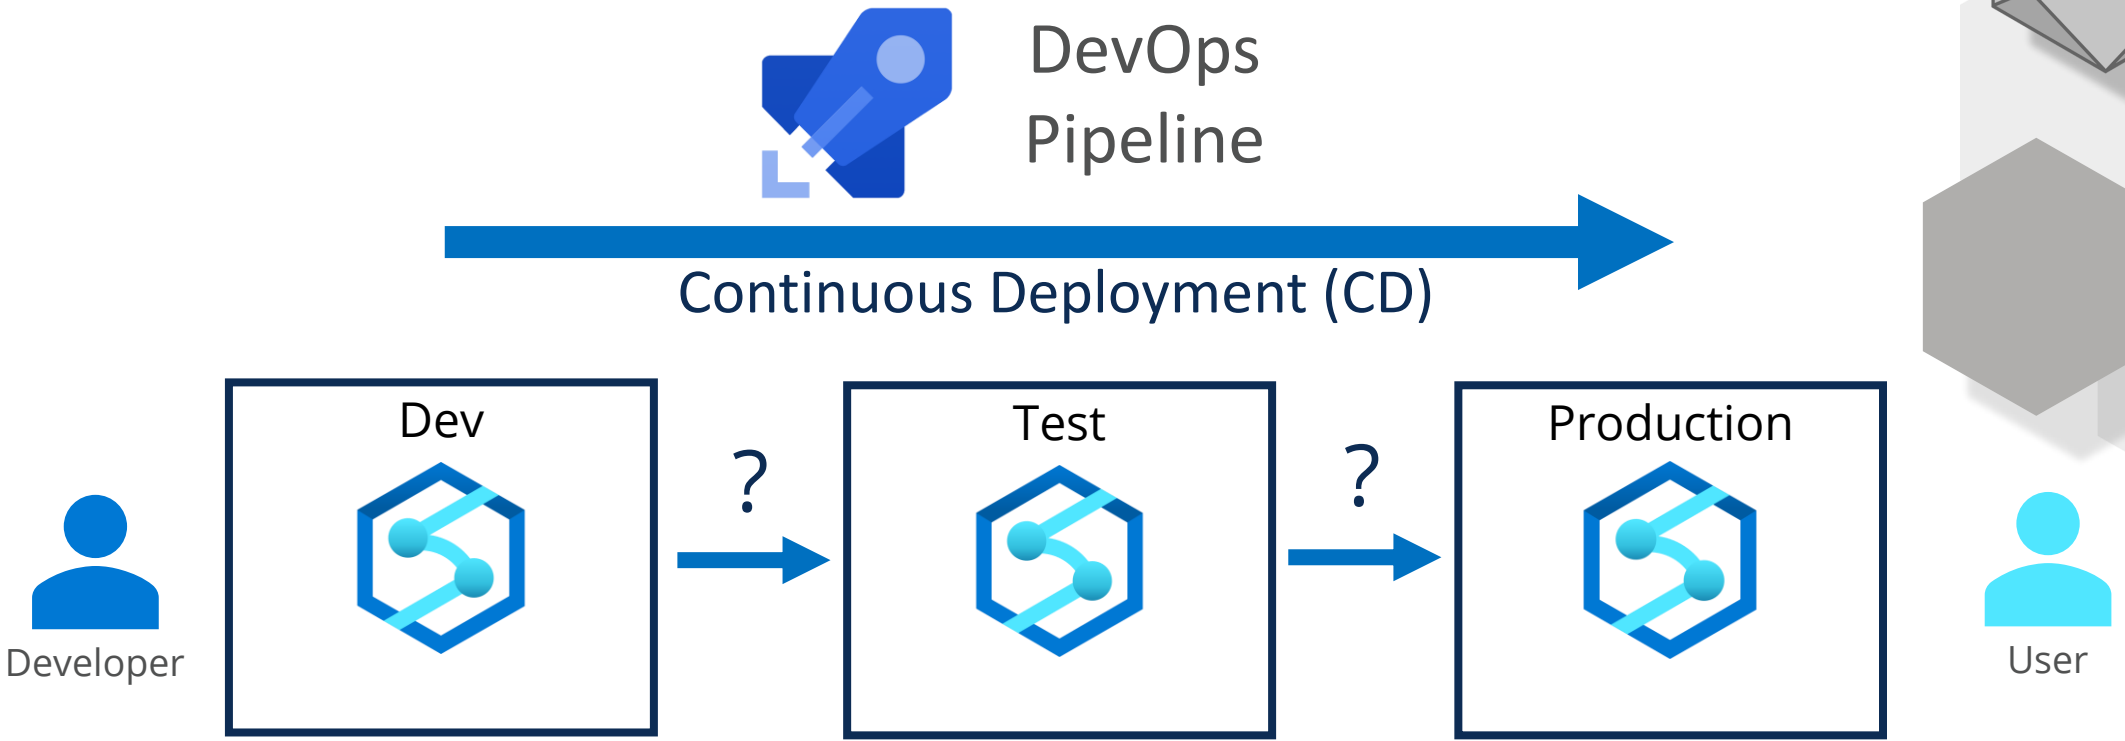 DevOps
Pipeline
Continuous Deployment (CD)
Dev
?
Test
?
Production
Developer
User